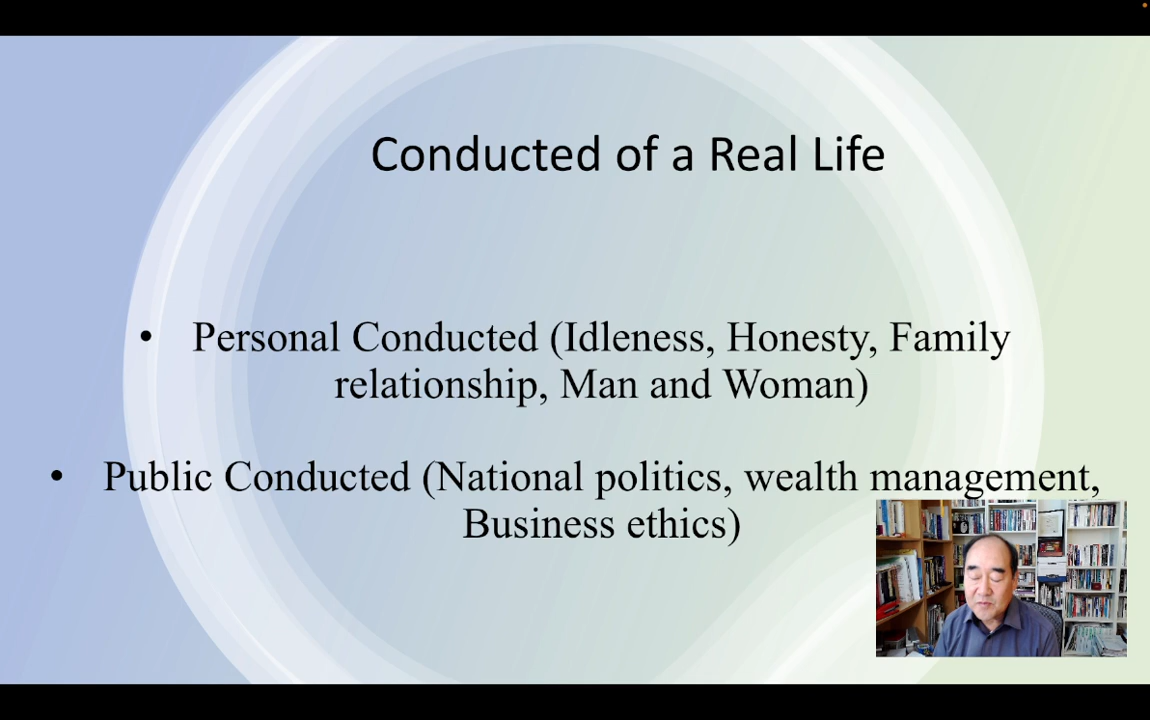 Conducted of a Real Life
• Personal Conducted (Idleness, Honesty, Family
relationship, Man and Woman)
• Public Conducted (National politics, wealth management,
Business ethics)